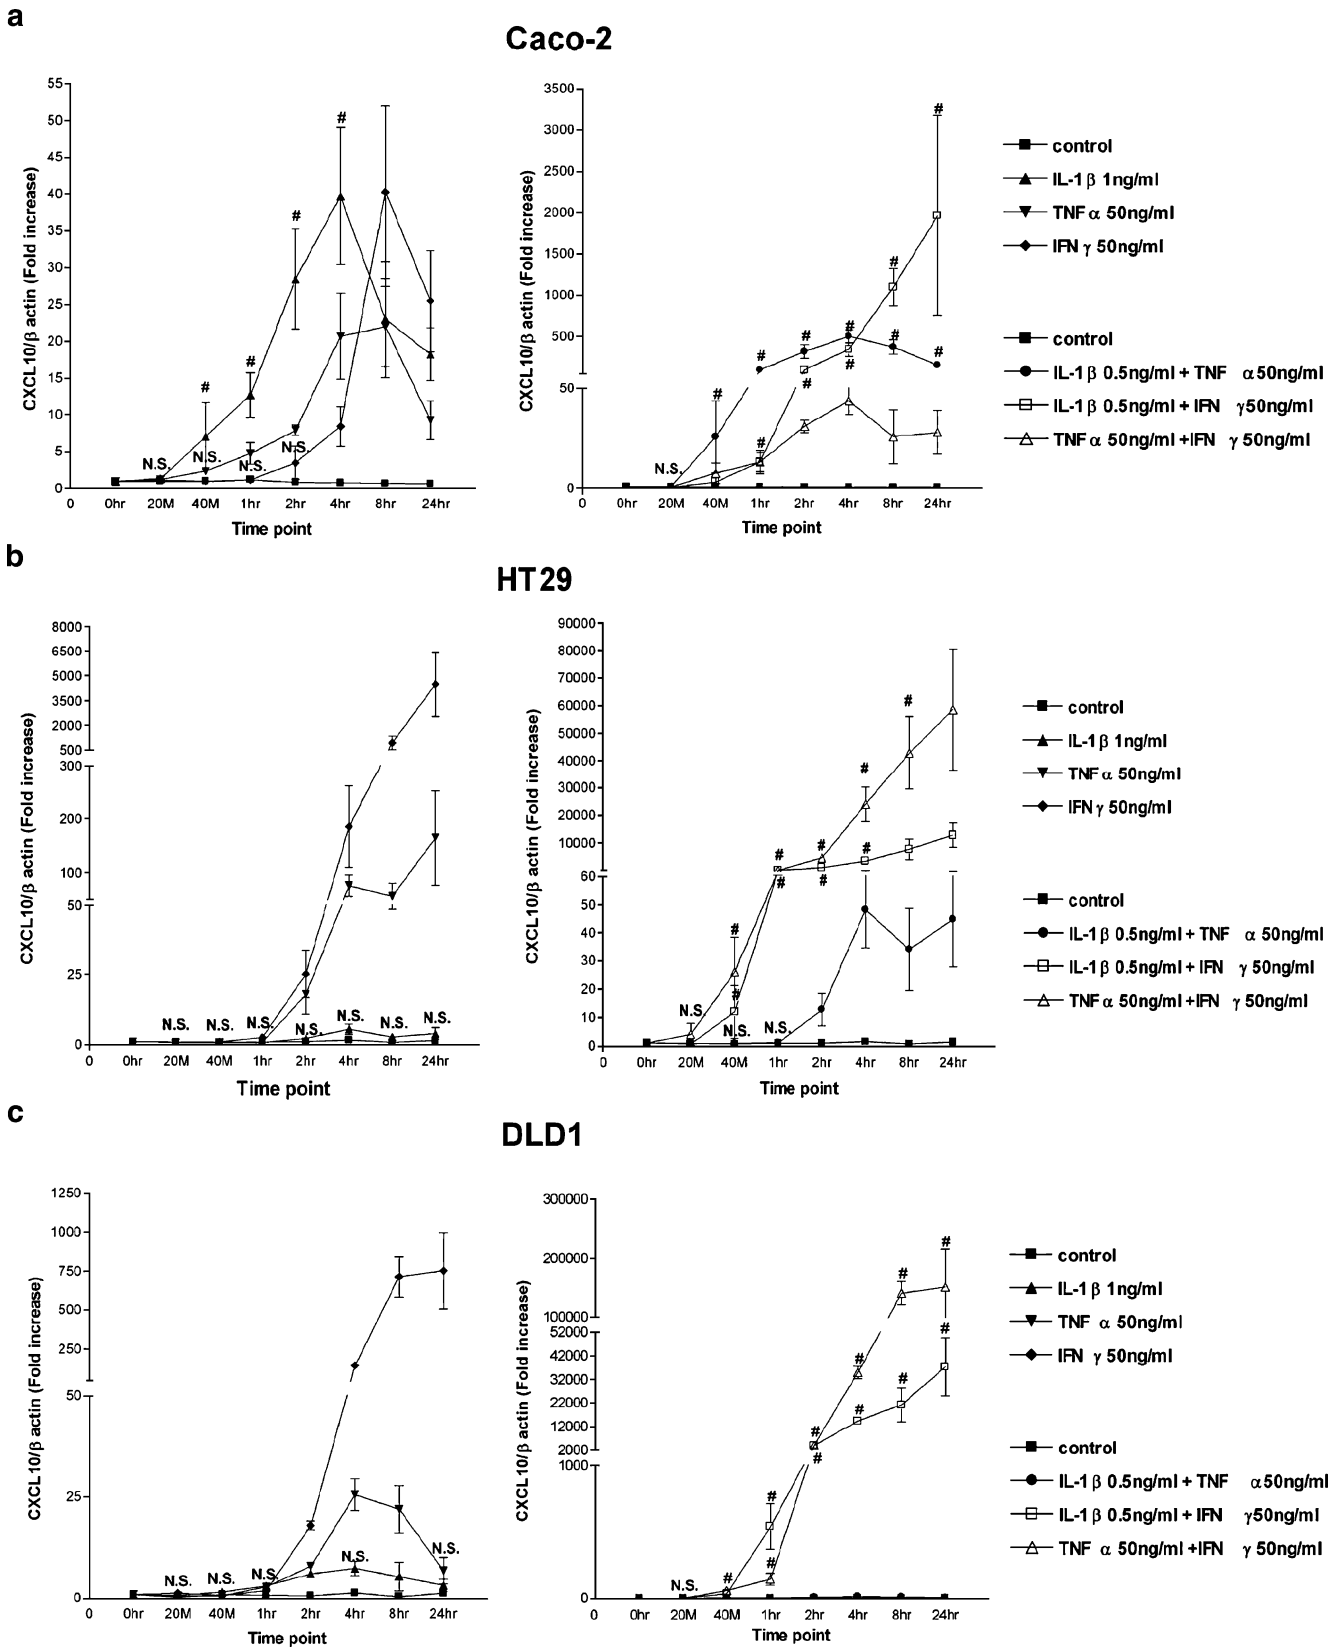 a
Caco-2
CXCL10/β actin (Fold increase)
55
50
45
40
35
30
25
20
15
10
5
0
# # # # #
N.S. N.S. N.S. N.S.
0 0hr 20M 40M 1hr 2hr 4hr 8hr 24hr
Time point
CXCL10/β actin (Fold increase)
3500
3000
2500
2000
1500
1000
500
50
0
N.S. # # # # # # # # # # #
0 0hr 20M 40M 1hr 2hr 4hr 8hr 24hr
Time point
control
IL-1β 1ng/ml
TNF α 50ng/ml
IFN γ 50ng/ml
control
IL-1β 0.5ng/ml + TNF α50ng/ml
IL-1β 0.5ng/ml + IFN γ50ng/ml
TNF α 50ng/ml +IFN γ 50ng/ml
b
HT29
CXCL10/β actin (Fold increase)
8000
6500
5000
3500
2000
500
300
200
100
50
25
0
N.S. N.S. N.S. N.S. N.S. N.S. N.S.
0 0hr 20M 40M 1hr 2hr 4hr 8hr 24hr
Time point
CXCL10/β actin (Fold increase)
90000
80000
70000
60000
50000
40000
30000
20000
10000
60
50
40
30
20
10
0
N.S. # # N.S. # # N.S. # # # # #
0 0hr 20M 40M 1hr 2hr 4hr 8hr 24hr
Time point
control
IL-1β 1ng/ml
TNF α 50ng/ml
IFN γ 50ng/ml
control
IL-1β 0.5ng/ml + TNF α 50ng/ml
IL-1β 0.5ng/ml + IFN γ 50ng/ml
TNF α 50ng/ml +IFN γ 50ng/ml
c
DLD1
CXCL10/β actin (Fold increase)
1250
1000
750
500
250
50
25
0
N.S. N.S. N.S. N.S. N.S.
0 0hr 20M 40M 1hr 2hr 4hr 8hr 24hr
Time point
CXCL10/β actin (Fold increase)
300000
200000
100000
52000
42000
32000
22000
12000
2000
1000
0
N.S. # # # # # # # # # # #
0 0hr 20M 40M 1hr 2hr 4hr 8hr 24hr
Time point
control
IL-1β 1ng/ml
TNF α 50ng/ml
IFN γ 50ng/ml
control
IL-1β 0.5ng/ml + TNF α50ng/ml
IL-1β 0.5ng/ml + IFN γ50ng/ml
TNF α 50ng/ml +IFN γ 50ng/ml